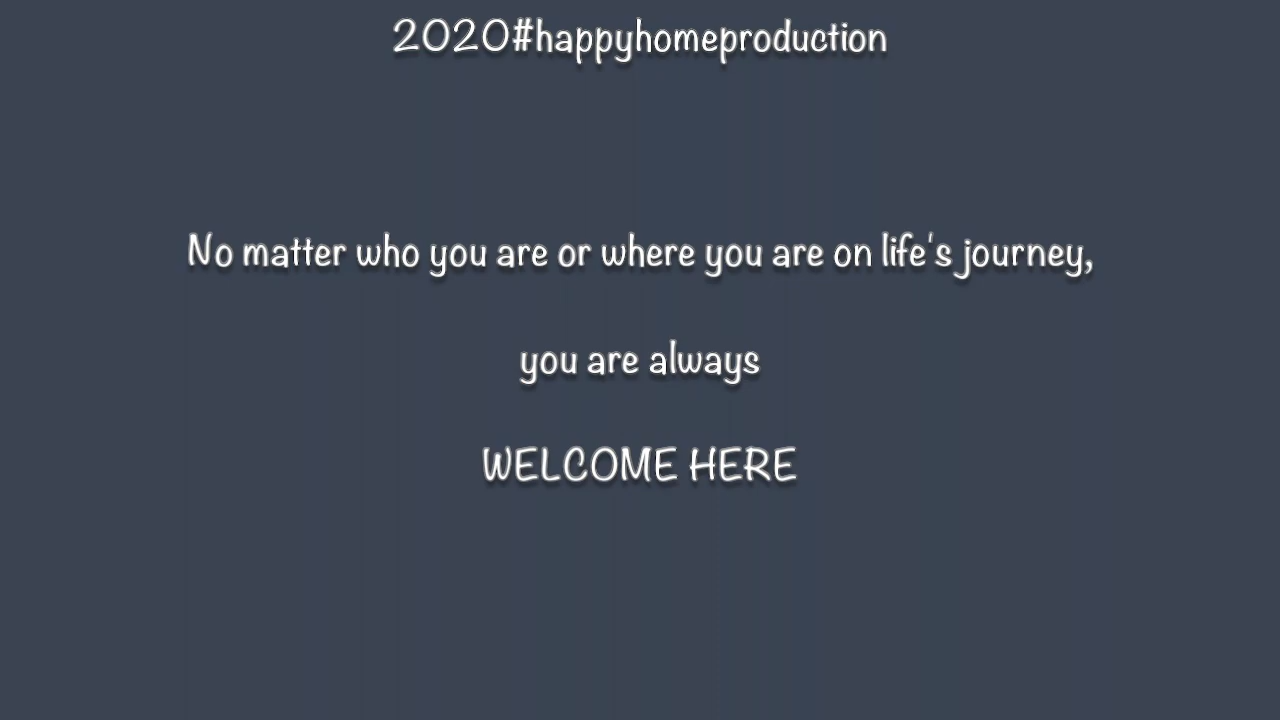 2020#happyhomeproduction
No matter who you are or where you are on life's journey,
you are always
WELCOME HERE